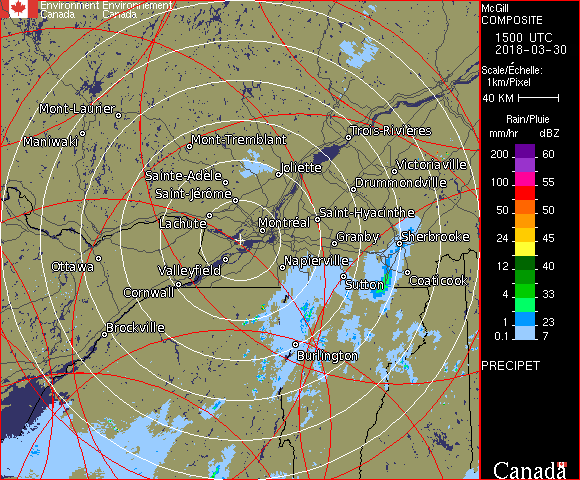 Environment Environnement
Canada Canada
McGill
COMPOSITE
1500 UTC
2018-03-30
Scale/Échelle:
1km/Pixel
40 KM
Rain/Pluie
mm/hr dBZ
200 60
100 55
50 50
24 45
12 40
4 33
1 23
0.1 7
PRECIPET
Canada
Mont-Laurier
Maniwaki
Mont-Tremblant
Trois-Rivières
Sainte-Adèle
Joliette
Victoriaville
Saint-Jérôme
Drummondville
Lachute
Montréal
Saint-Hyacinthe
Granby
Sherbrooke
Ottawa
Valleyfield
Napierville
Cornwall
Sutton
Coaticook
Brockville
Burlington